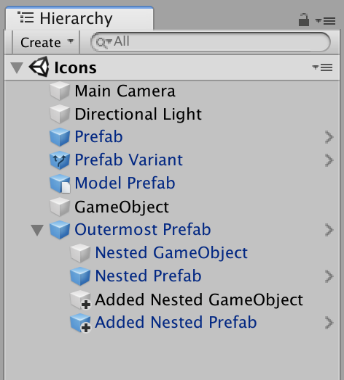 Hierarchy
Create
All
Icons
Main Camera
Directional Light
Prefab
Prefab Variant
Model Prefab
GameObject
Outermost Prefab
Nested GameObject
Nested Prefab
Added Nested GameObject
Added Nested Prefab